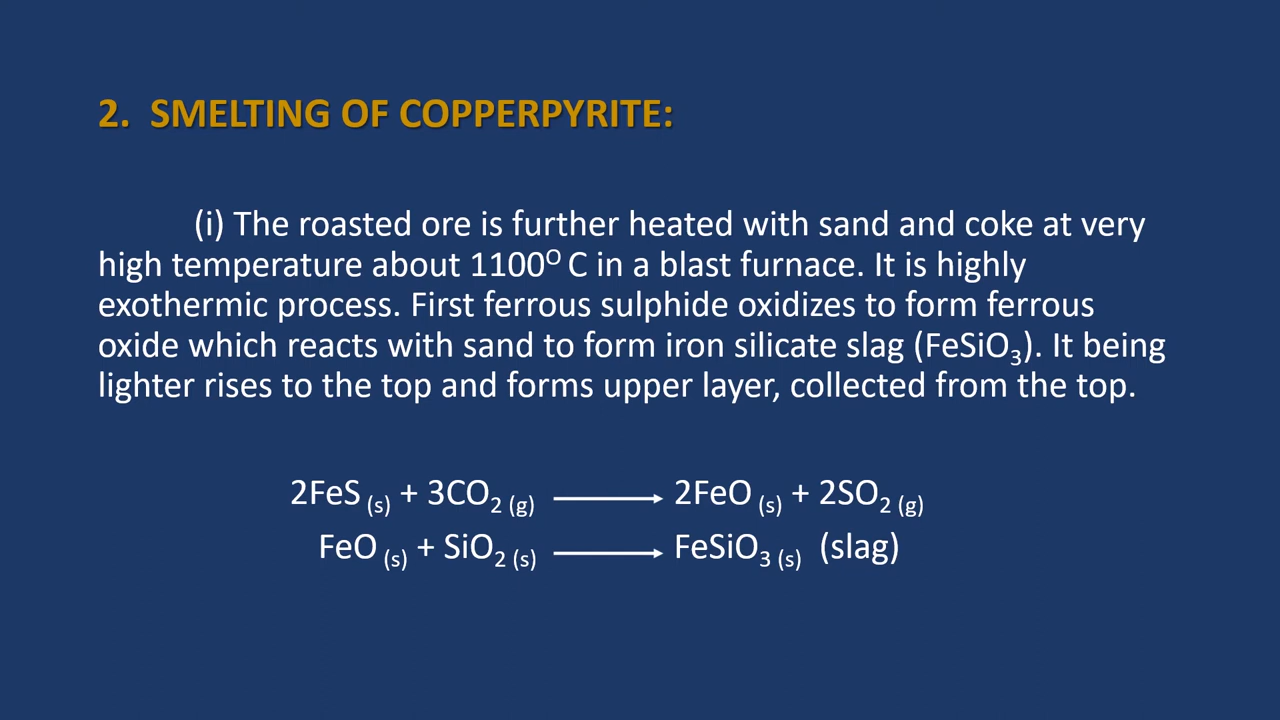 2. SMELTING OF COPPERPYRITE:
(i) The roasted ore is further heated with sand and coke at very
high temperature about 1100ᴼ C in a blast furnace. It is highly
exothermic process. First ferrous sulphide oxidizes to form ferrous
oxide which reacts with sand to form iron silicate slag (FeSiO₃). It being
lighter rises to the top and forms upper layer, collected from the top.
2FeS (s) + 3CO₂ (g) ⟶ 2FeO (s) + 2SO₂ (g)
FeO (s) + SiO₂ (s) ⟶ FeSiO₃ (s) (slag)